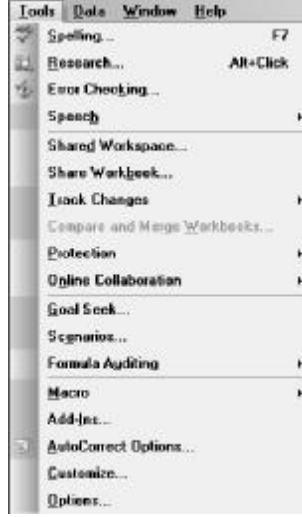 Tools Data Window Help
Spelling... F7
Research... Alt+Click
Error Checking...
Speech
Shared Workspace...
Share Workbook...
Track Changes
Compare and Merge Workbooks...
Protection
Online Collaboration
Goal Seek...
Scenarios...
Formula Auditing
Macro
Add-Ins...
AutoCorrect Options...
Customize...
Options...